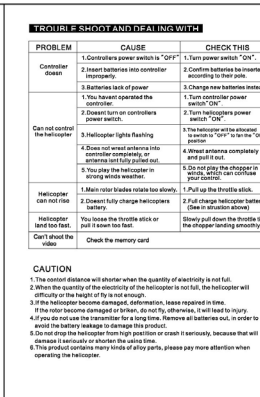 TROUBLE SHOOT AND DEALING WITH
PROBLEM CAUSE CHECK THIS
Controller
doesn
1.Controllers power switch is "OFF" 1.Turn power switch "ON".
2.Insert batteries into controller
improperly.
2.Confirm batteries be inserte
according to their pole.
3.Batteries lack of power 3.Change new batteries instea
Can not control
the helicopter
1.You havent operated the
controller.
1.Turn controller power
switch"ON".
2.Doesnt turn on controllers
power switch.
2.Turn helicopters power
switch "ON".
3.Helicopter lights flashing
3.The helicopter will be allocated
to switch "OFF" to fan the "ON
position
4.Does not wrest antenna into
controller completely, or
antenna isnt fully pulled out.
4.Wrest antenna completely
and pull it out.
5.You play the helicopter in
strong winds weather.
5.Do not play the chopper in
winds, which can confuse
your control.
Helicopter
can not rise
1.Main rotor blades rotate too slowly. 1.Pull up the throttle stick.
2.Doesnt fully charge helicopters
battery.
2.Full charge helicopter batter
(See in istrustion above)
Helicopter
land too fast.
You loose the throttle stick or
pull it sown too fast.
Slowly pull down the throttle ti
the chopper landing smoothly
Can't shoot the
video
Check the memory card
CAUTION
1.The contorl distance will shorter when the quantity of electricity is not full.
2.When the quantity of the electricity of the helicopter is not full, the helicopter will
difficulty or the height of fly is not enough.
3.If the helicopter become damaged, deformation, lease repaired in time.
If the rotor become damaged or briken, do not fly, otherwise, it will lead to injury.
4.If you do not use the transmitter for a long time. Remove all batteries out, in order to
avoid the battery leakage to damage this product.
5.Do not drop the helicopter from high position or crash it seriously, because that will
damage it seriously or shorten the using time.
6.This product contains many kinds of alloy parts, please pay more attention when
operating the helicopter.